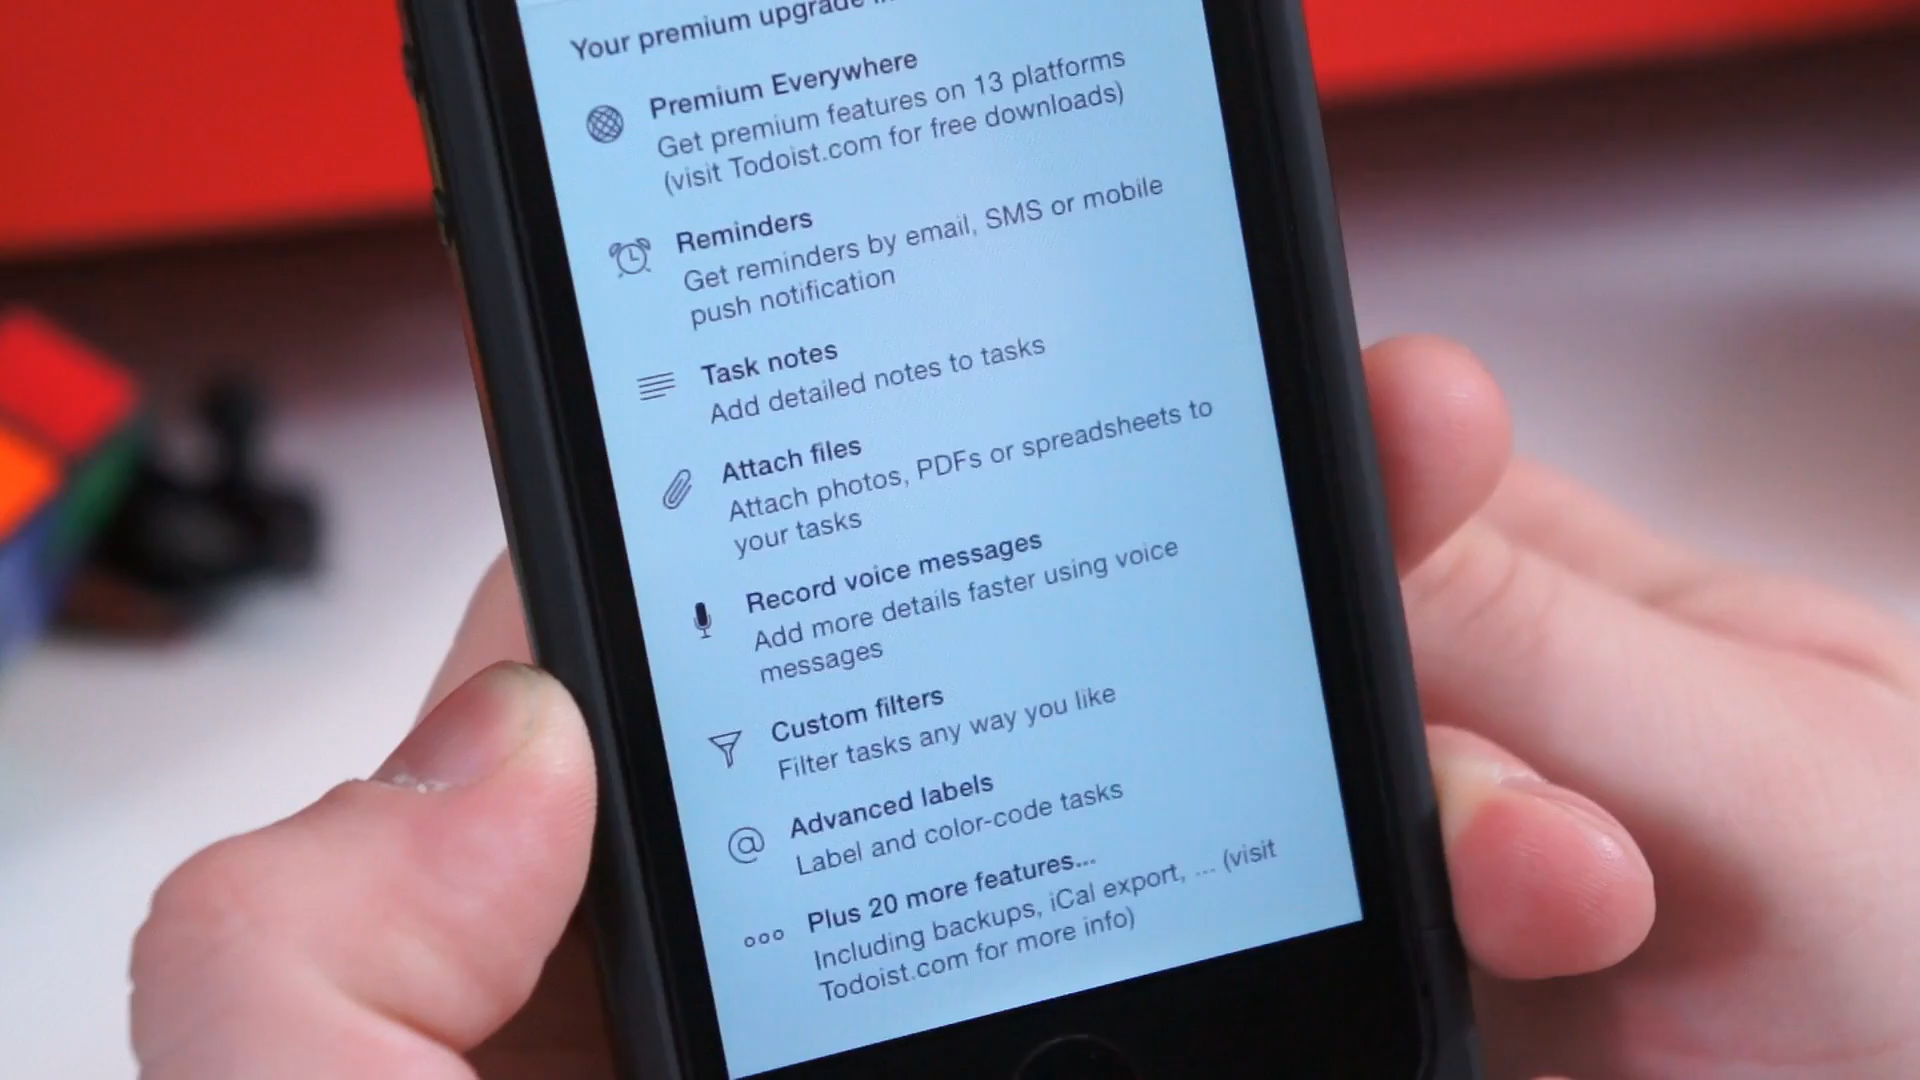 Your premium upgrade
Premium Everywhere
Get premium features on 13 platforms
(visit Todoist.com for free downloads)
Reminders
Get reminders by email, SMS or mobile
push notification
Task notes
Add detailed notes to tasks
Attach files
Attach photos, PDFs or spreadsheets to
your tasks
Record voice messages
Add more details faster using voice
messages
Custom filters
Filter tasks any way you like
Advanced labels
Label and color-code tasks
Plus 20 more features...
Including backups, iCal export, ... (visit
Todoist.com for more info)